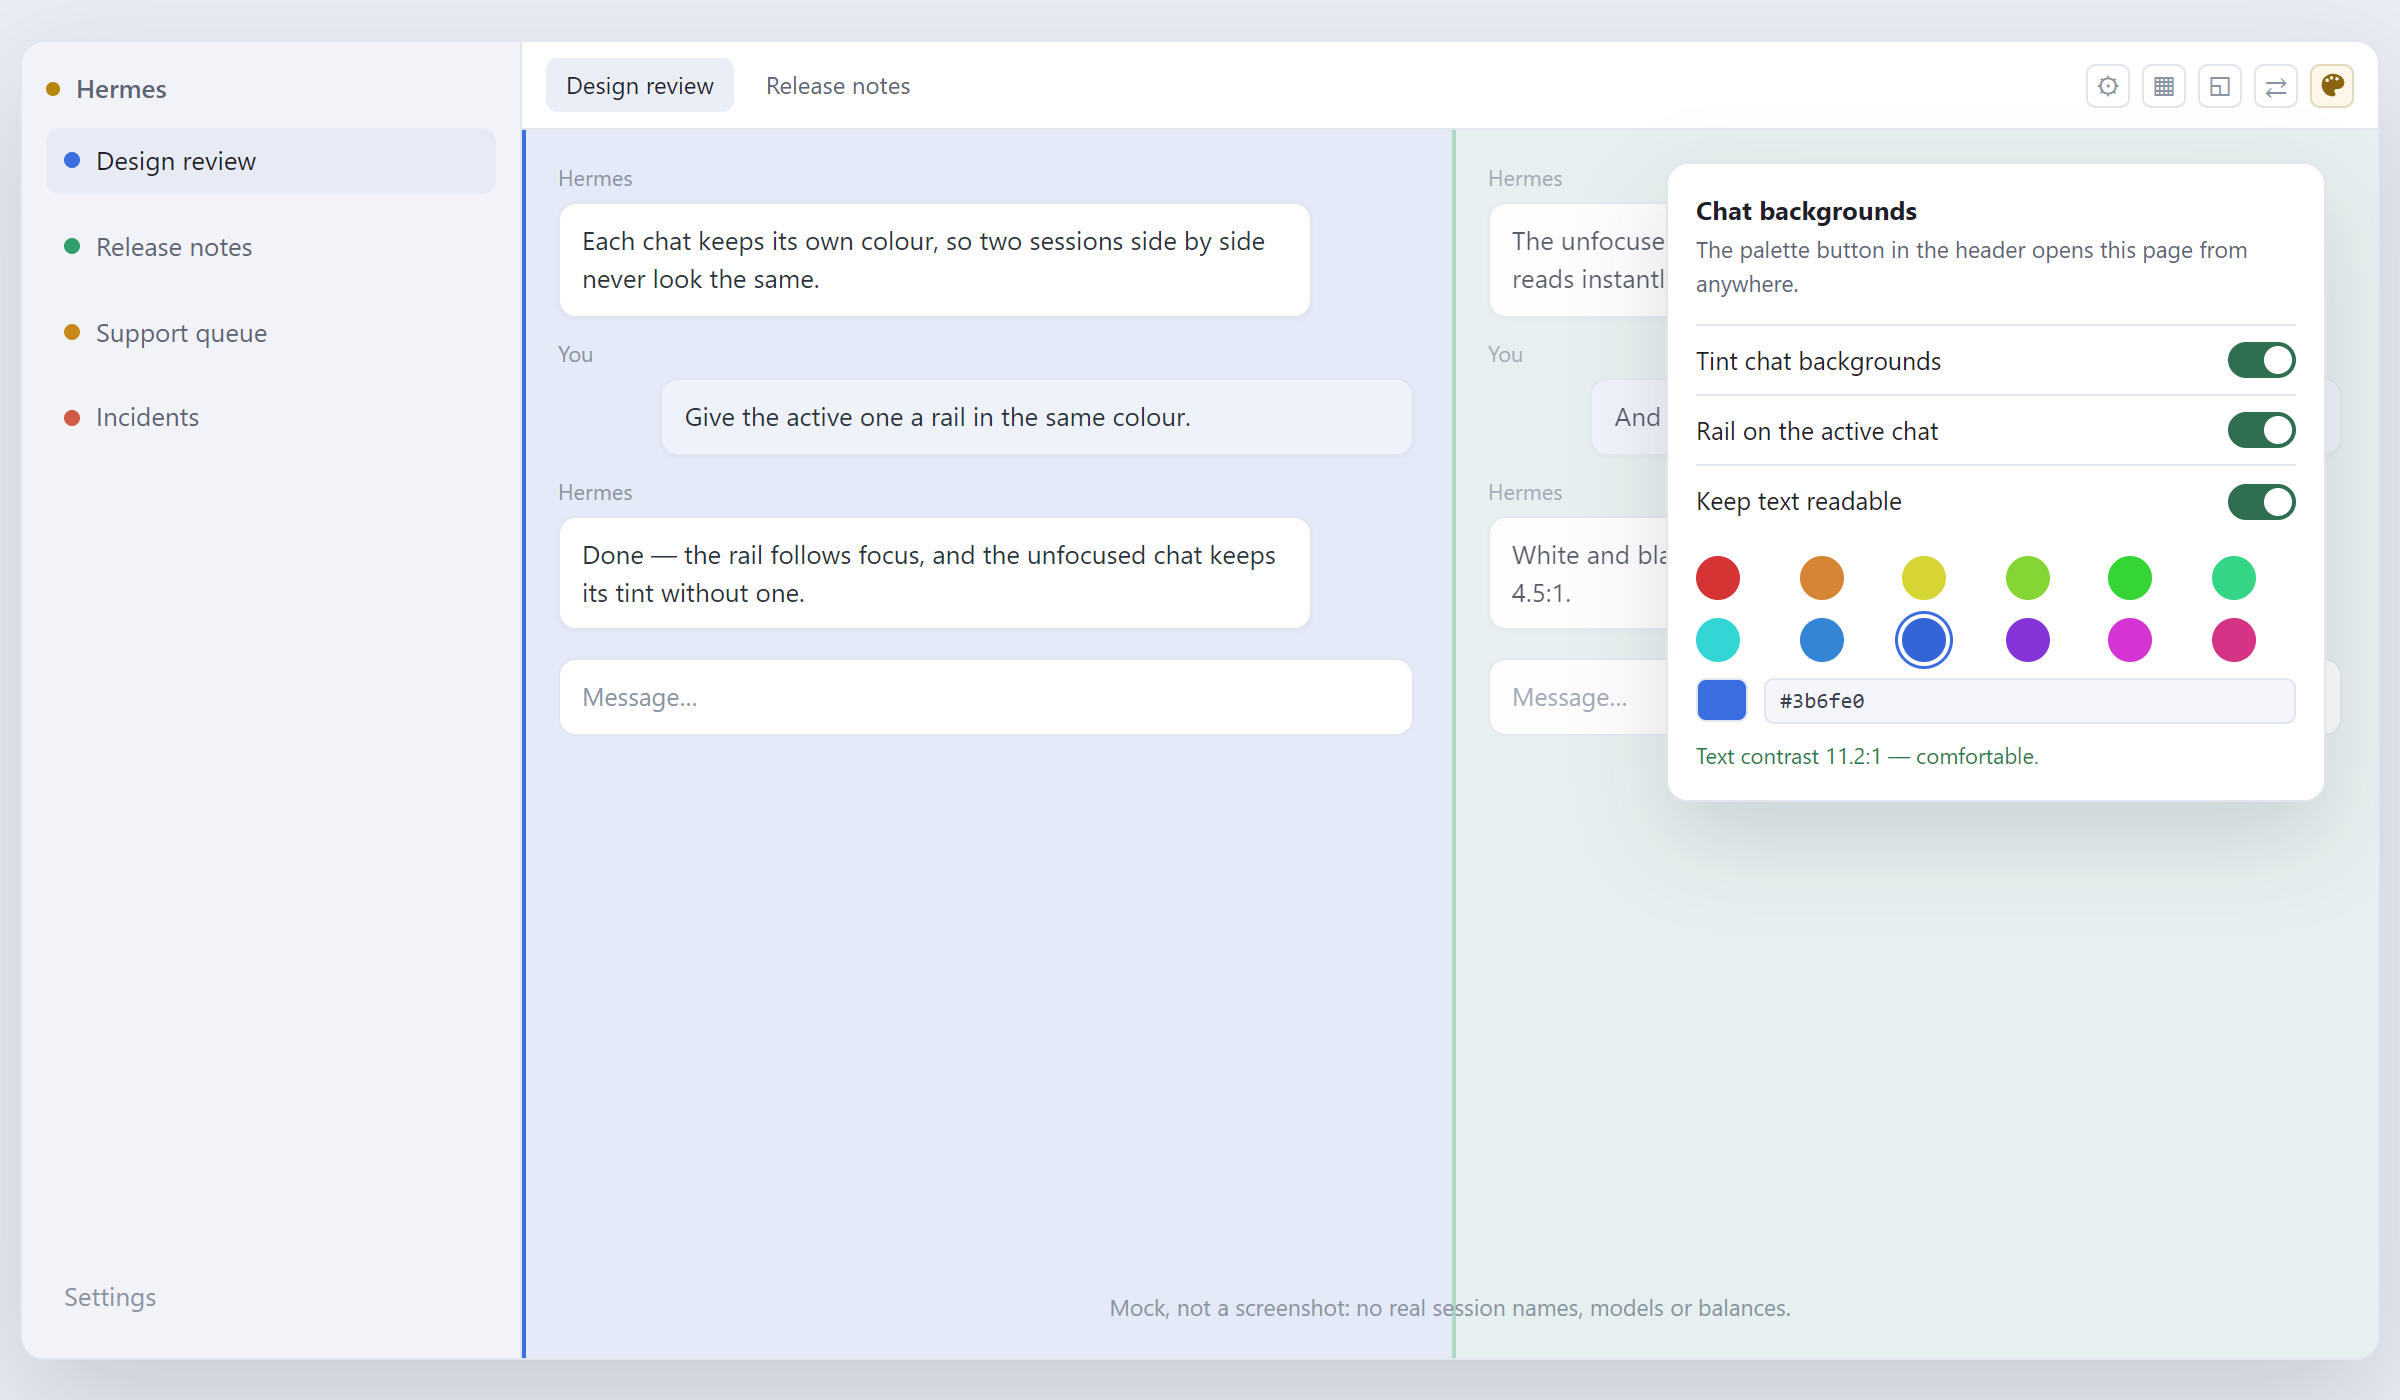 Hermes
Design review
Release notes
Support queue
Incidents
Settings
Design review
Release notes
Hermes
Each chat keeps its own colour, so two sessions side by side
never look the same.
You
Give the active one a rail in the same colour.
Hermes
Done — the rail follows focus, and the unfocused chat keeps
its tint without one.
Message...
Hermes
The unfocuse
reads instantl
You
And
Hermes
White and bla
4.5:1.
Message...
Chat backgrounds
The palette button in the header opens this page from
anywhere.
Tint chat backgrounds
Rail on the active chat
Keep text readable
#3b6fe0
Text contrast 11.2:1 — comfortable.
Mock, not a screenshot: no real session names, models or balances.